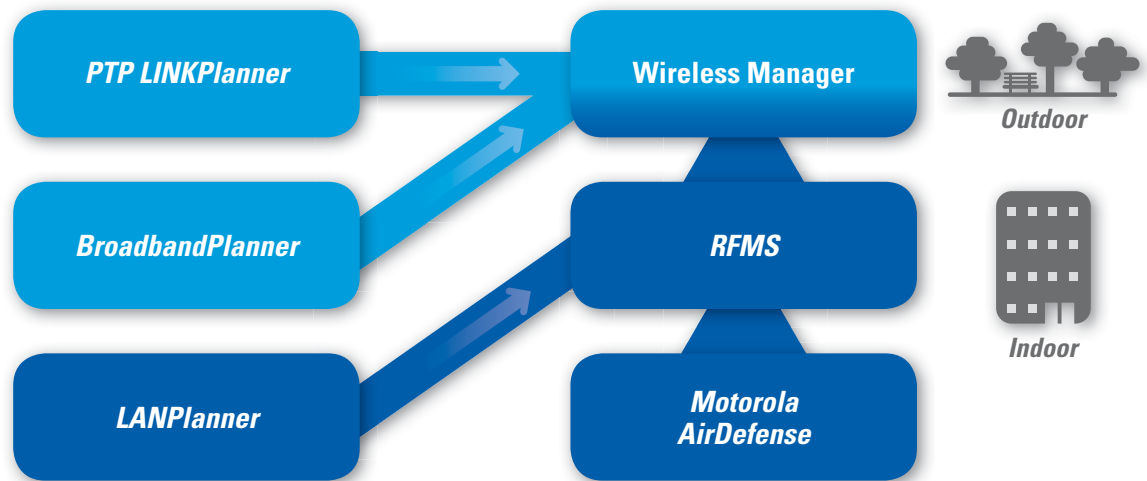 PTP LINKPlanner
Wireless Manager
Outdoor
BroadbandPlanner
RFMS
Indoor
LANPlanner
Motorola
AirDefense